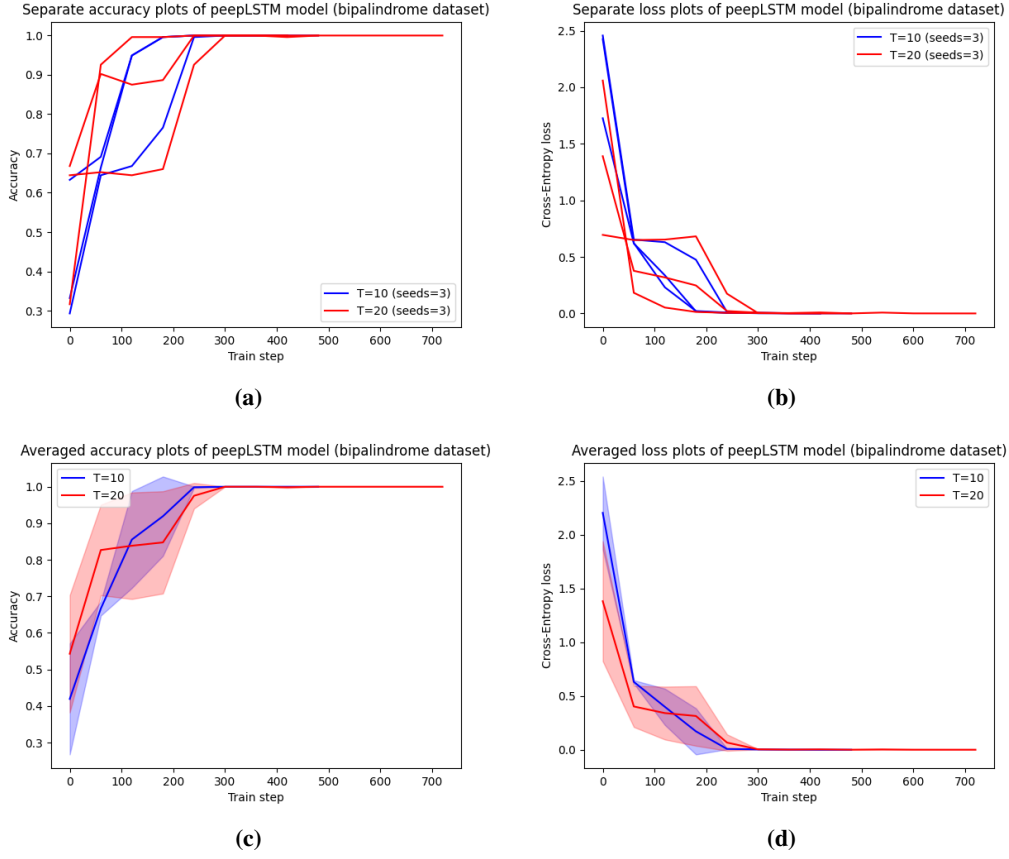 Separate accuracy plots of peepLSTM model (bipalindrome dataset)
1.0
0.9
0.8
0.7
0.6
0.5
0.4
0.3
Accuracy
T=10 (seeds=3)
T=20 (seeds=3)
0 100 200 300 400 500 600 700
Train step
(a)
Separate loss plots of peepLSTM model (bipalindrome dataset)
2.5
2.0
1.5
1.0
0.5
0.0
Cross-Entropy loss
T=10 (seeds=3)
T=20 (seeds=3)
0 100 200 300 400 500 600 700
Train step
(b)
Averaged accuracy plots of peepLSTM model (bipalindrome dataset)
1.0
0.9
0.8
0.7
0.6
0.5
0.4
0.3
Accuracy
T=10
T=20
0 100 200 300 400 500 600 700
Train step
(c)
Averaged loss plots of peepLSTM model (bipalindrome dataset)
2.5
2.0
1.5
1.0
0.5
0.0
Cross-Entropy loss
T=10
T=20
0 100 200 300 400 500 600 700
Train step
(d)